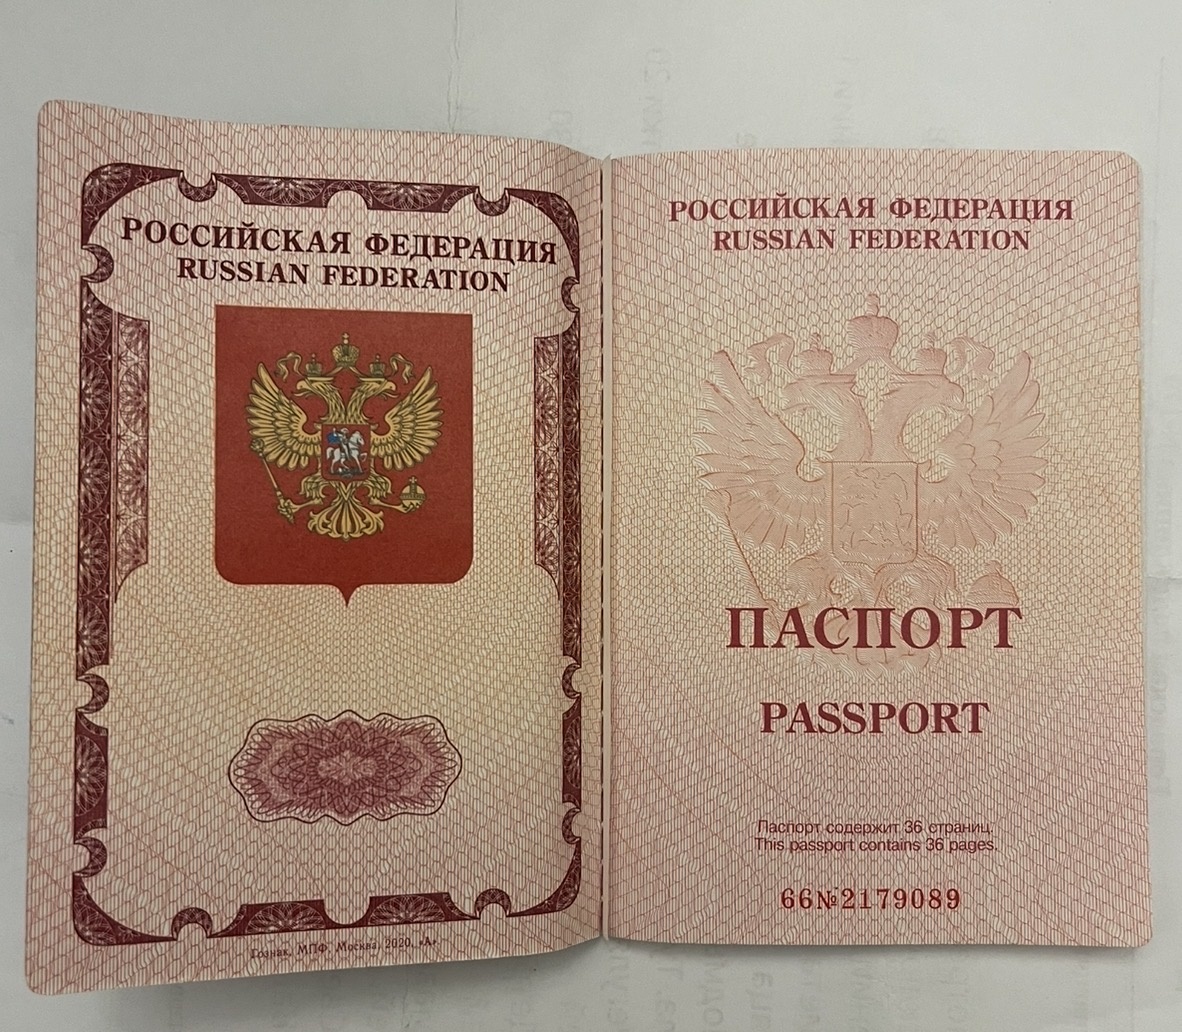 РОССИЙСКАЯ ФЕДЕРАЦИЯ
RUSSIAN FEDERATION
Гознак, МПФ, Москва, 2020, «А».
РОССИЙСКАЯ ФЕДЕРАЦИЯ
RUSSIAN FEDERATION
ПАСПОРТ
PASSPORT
Паспорт содержит 36 страниц.
This passport contains 36 pages.
66№2179089